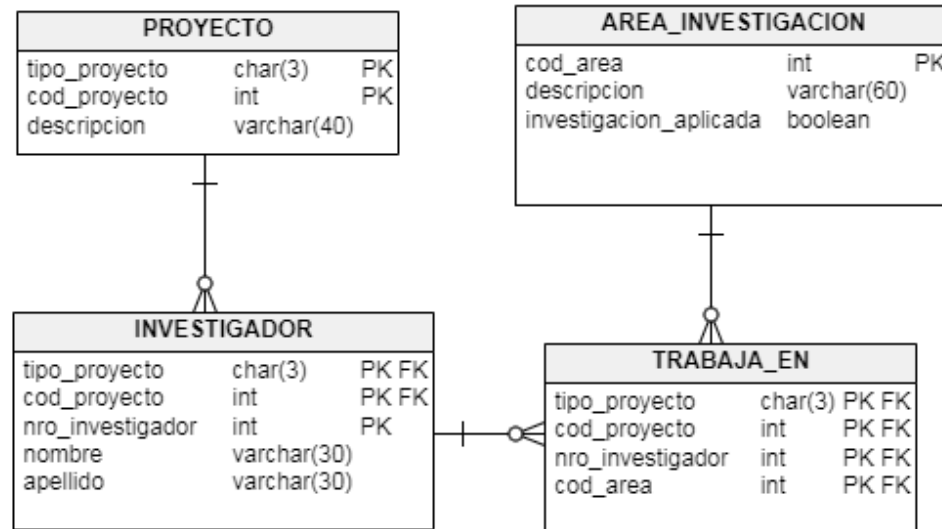 PROYECTO
tipo_proyecto char(3) PK
cod_proyecto int PK
descripcion varchar(40)
AREA_INVESTIGACION
cod_area int PK
descripcion varchar(60)
investigacion_aplicada boolean
INVESTIGADOR
tipo_proyecto char(3) PK FK
cod_proyecto int PK FK
nro_investigador int PK
nombre varchar(30)
apellido varchar(30)
TRABAJA_EN
tipo_proyecto char(3) PK FK
cod_proyecto int PK FK
nro_investigador int PK FK
cod_area int PK FK